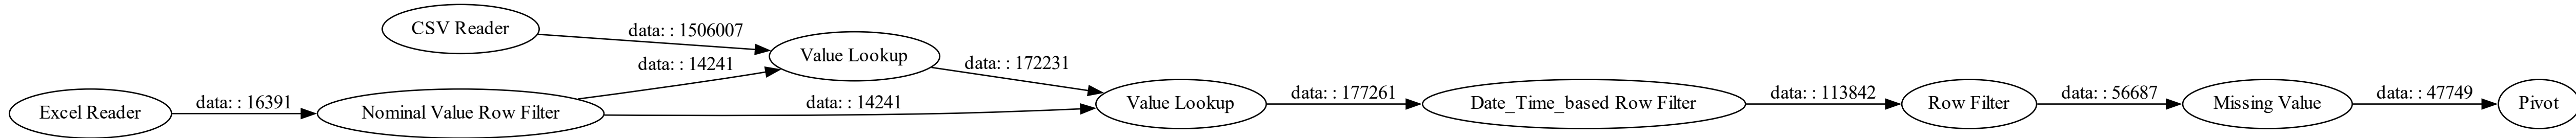 CSV Reader
data: : 1506007
Value Lookup
data: : 14241
data: : 172231
Excel Reader
data: : 16391
Nominal Value Row Filter
data: : 14241
Value Lookup
data: : 177261
Date_Time_based Row Filter
data: : 113842
Row Filter
data: : 56687
Missing Value
data: : 47749
Pivot